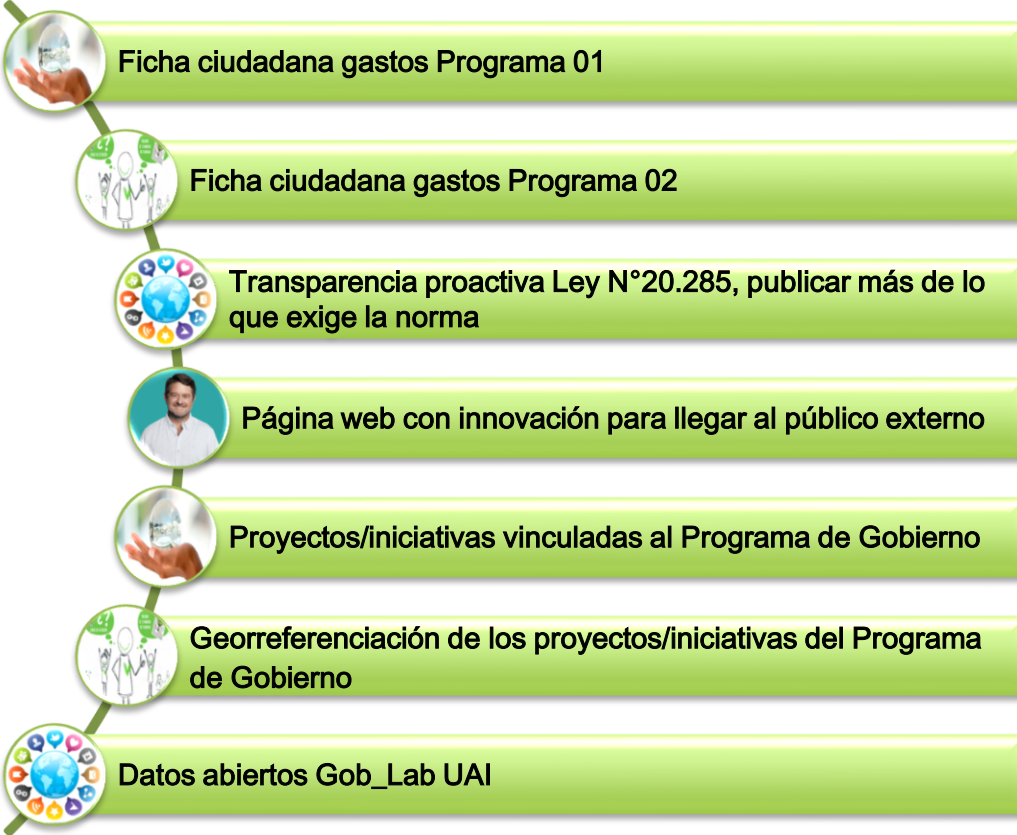 Ficha ciudadana gastos Programa 01
Ficha ciudadana gastos Programa 02
Transparencia proactiva Ley N°20.285, publicar más de lo
que exige la norma
Página web con innovación para llegar al público externo
Proyectos/iniciativas vinculadas al Programa de Gobierno
Georreferenciación de los proyectos/iniciativas del Programa
de Gobierno
Datos abiertos Gob_Lab UAI